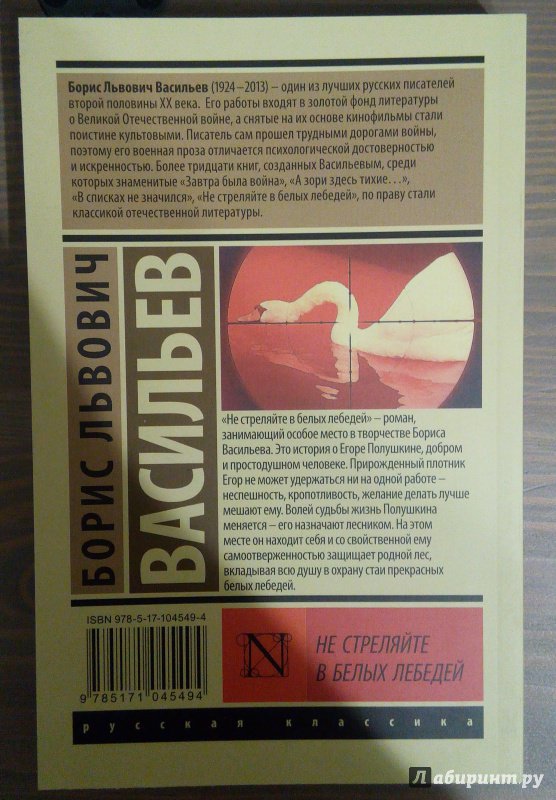 Борис Львович Васильев (1924 – 2013) – один из лучших русских писателей
второй половины XX века. Его работы входят в золотой фонд литературы
о Великой Отечественной войне, а снятые на их основе кинофильмы стали
поистине культовыми. Писатель сам прошел трудными дорогами войны,
поэтому его военная проза отличается психологической достоверностью
и искренностью. Более тридцати книг, созданных Васильевым, среди
которых знаменитые «Завтра была война», «А зори здесь тихие…»,
«В списках не значился», «Не стреляйте в белых лебедей», по праву стали
классикой отечественной литературы.
БОРИС ЛЬВОВИЧ
ВАСИЛЬЕВ
«Не стреляйте в белых лебедей» – роман,
занимающий особое место в творчестве Бориса
Васильева. Это история о Егоре Полушкине, добром
и простодушном человеке. Прирожденный плотник
Егор не может удержаться ни на одной работе –
неспешность, кропотливость, желание делать лучше
мешают ему. Волей судьбы жизнь Полушкина
меняется – его назначают лесником. На этом
месте он находит себя и со свойственной ему
самоотверженностью защищает родной лес,
вкладывая всю душу в охрану стаи прекрасных
белых лебедей.
ISBN 978-5-17-104549-4
9 785171 045494
N
НЕ СТРЕЛЯЙТЕ
В БЕЛЫХ ЛЕБЕДЕЙ
русская классика
Лабиринт.ру